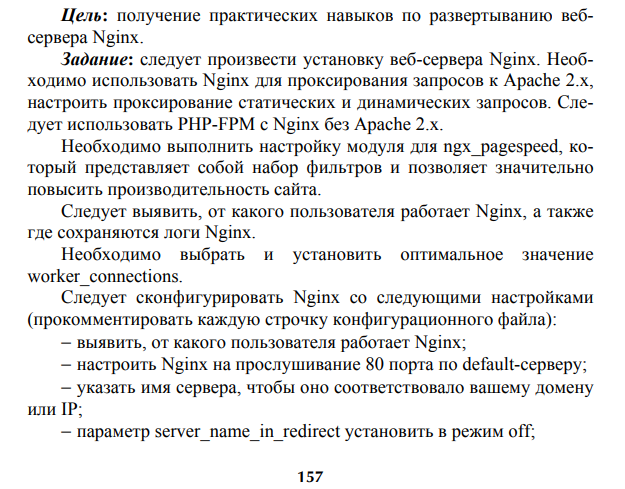 Цель: получение практических навыков по развертыванию веб-
сервера Nginx.
Задание: следует произвести установку веб-сервера Nginx. Необ-
ходимо использовать Nginx для проксирования запросов к Apache 2.x,
настроить проксирование статических и динамических запросов. Сле-
дует использовать PHP-FPM с Nginx без Apache 2.x.
Необходимо выполнить настройку модуля для ngx_pagespeed, ко-
торый представляет собой набор фильтров и позволяет значительно
повысить производительность сайта.
Следует выявить, от какого пользователя работает Nginx, а также
где сохраняются логи Nginx.
Необходимо выбрать и установить оптимальное значение
worker_connections.
Следует сконфигурировать Nginx со следующими настройками
(прокомментировать каждую строчку конфигурационного файла):
– выявить, от какого пользователя работает Nginx;
– настроить Nginx на прослушивание 80 порта по default-серверу;
– указать имя сервера, чтобы оно соответствовало вашему домену
или IP;
– параметр server_name_in_redirect установить в режим off;
157